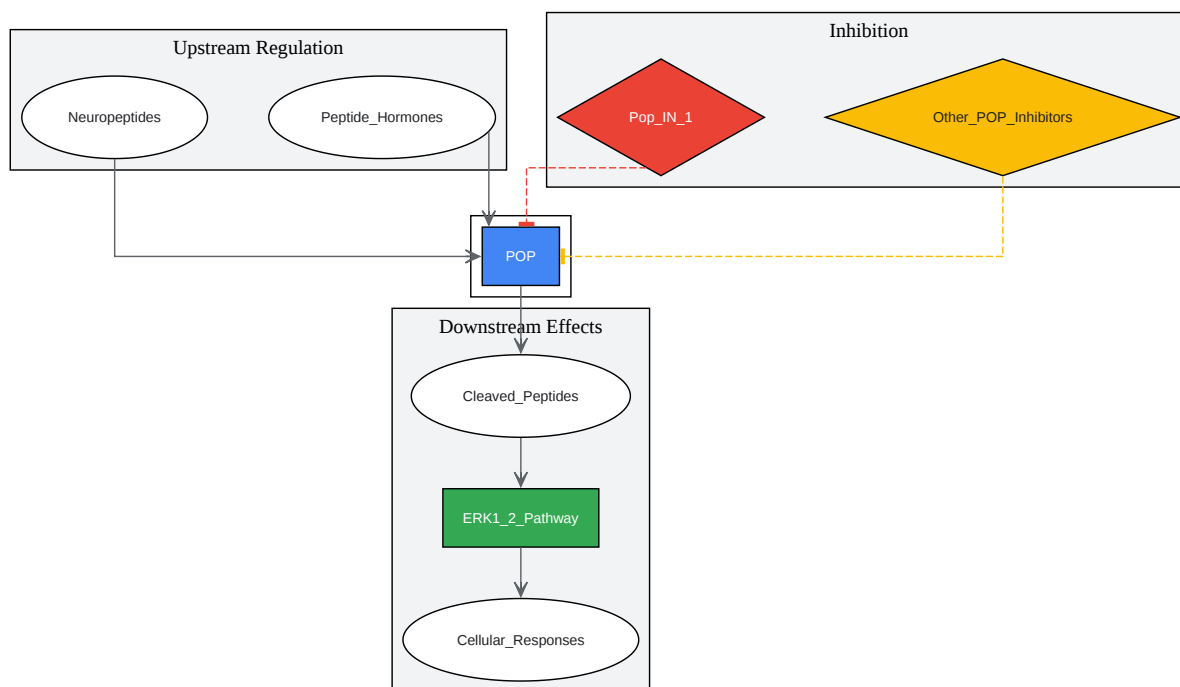 Upstream Regulation
Inhibition
Neuropeptides
Peptide_Hormones
Pop_IN_1
Other_POP_Inhibitors
POP
Downstream Effects
Cleaved_Peptides
ERK1_2_Pathway
Cellular_Responses